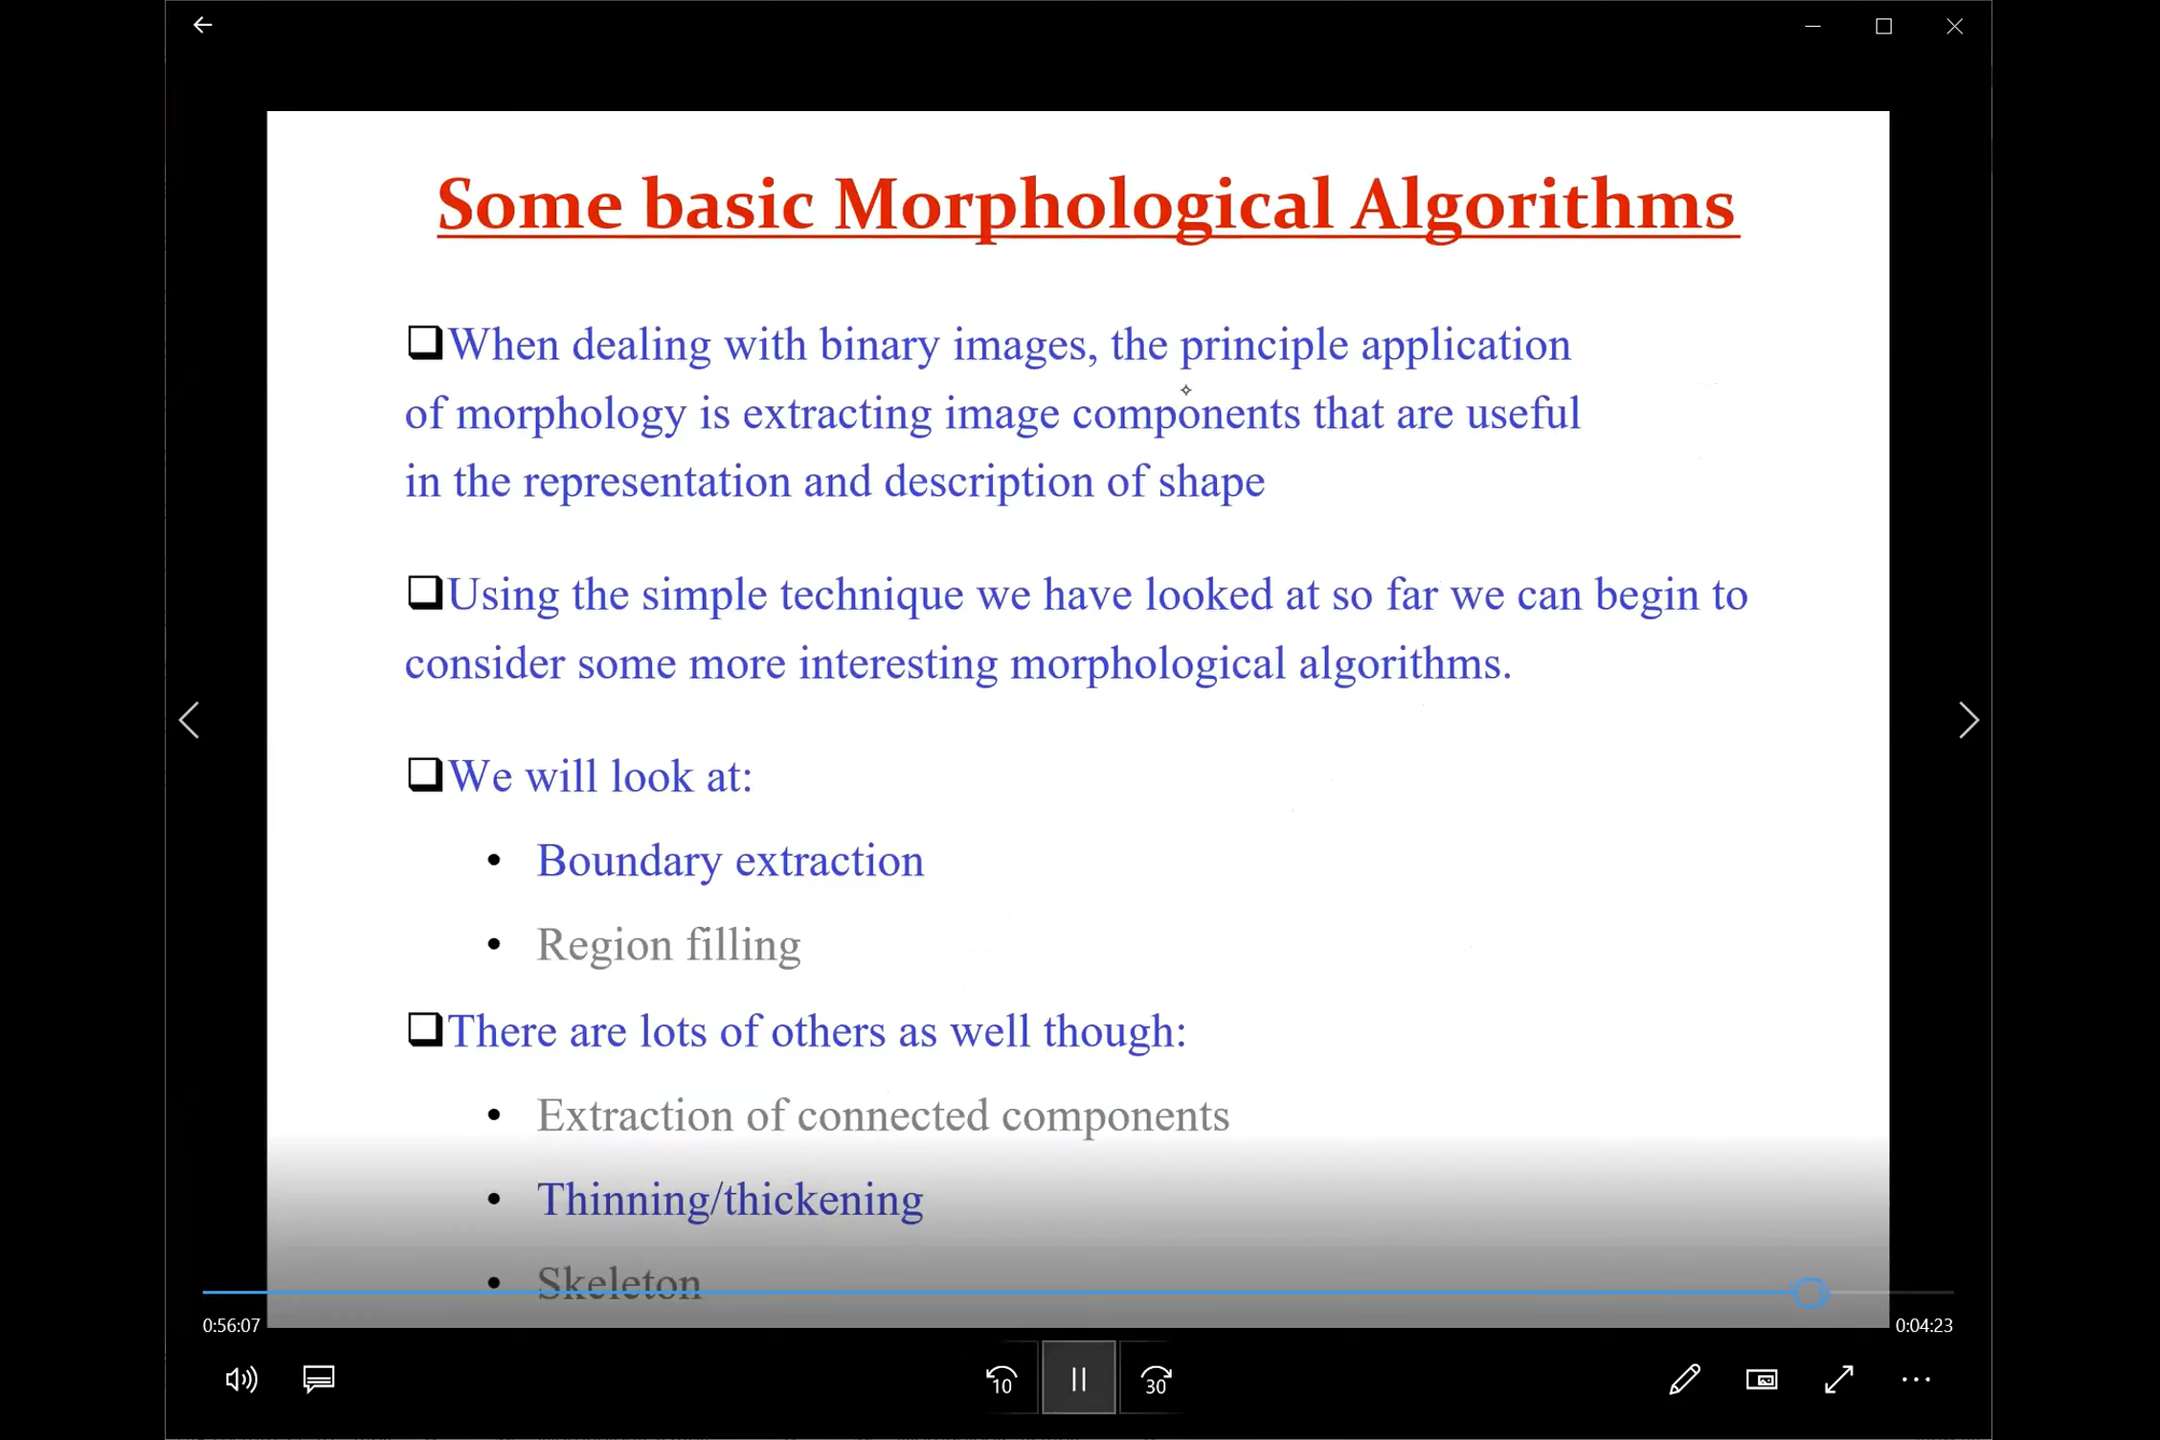 Some basic Morphological Algorithms
When dealing with binary images, the principle application
of morphology is extracting image components that are useful
in the representation and description of shape
Using the simple technique we have looked at so far we can begin to
consider some more interesting morphological algorithms.
We will look at:
• Boundary extraction
• Region filling
There are lots of others as well though:
• Extraction of connected components
• Thinning/thickening
• Skeleton
0:56:07
0:04:23
10
30